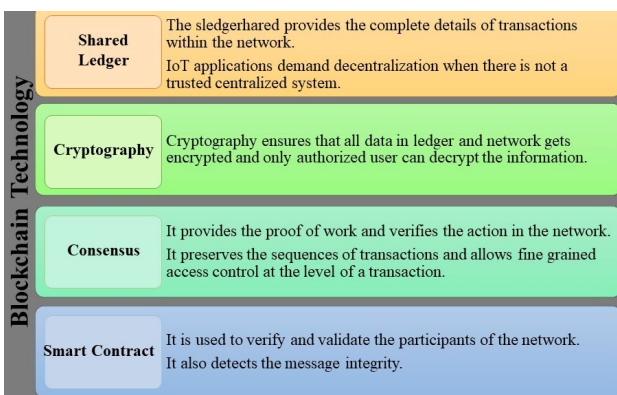 Blockchain Technology
Shared
Ledger
The sledgerhared provides the complete details of transactions
within the network.
IoT applications demand decentralization when there is not a
trusted centralized system.
Cryptography
Cryptography ensures that all data in ledger and network gets
encrypted and only authorized user can decrypt the information.
Consensus
It provides the proof of work and verifies the action in the network.
It preserves the sequences of transactions and allows fine grained
access control at the level of a transaction.
Smart Contract
It is used to verify and validate the participants of the network.
It also detects the message integrity.